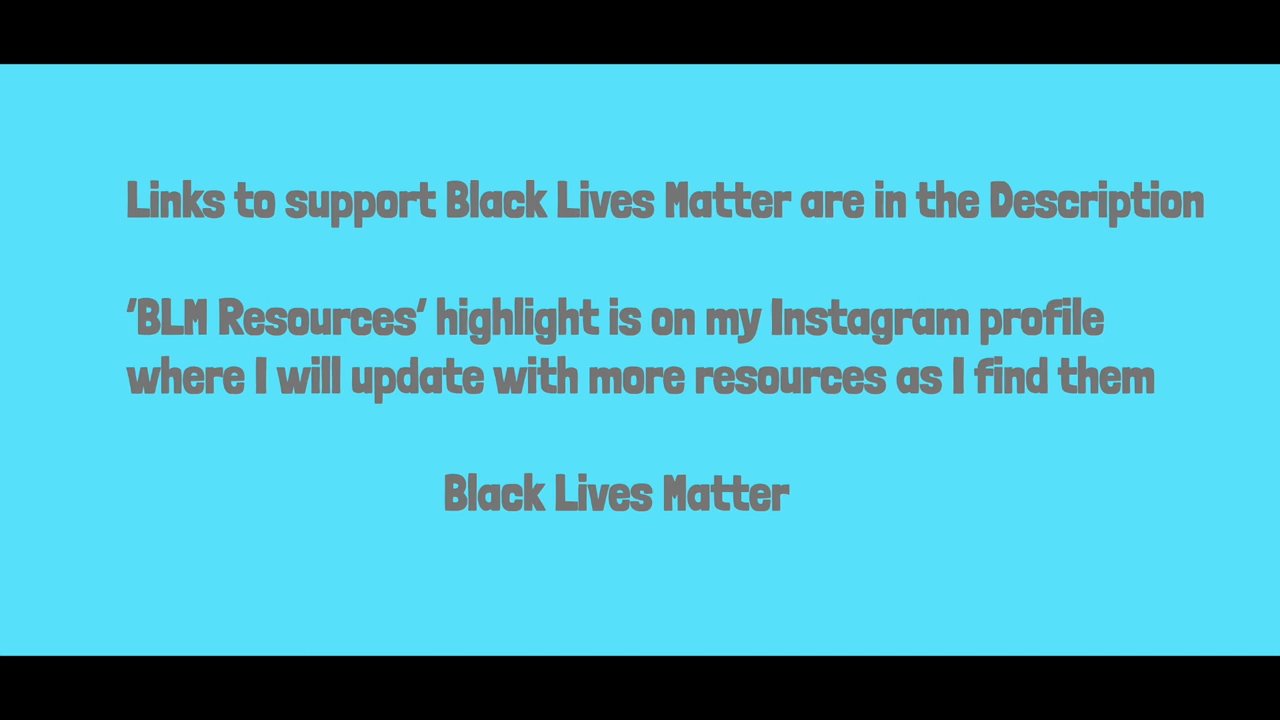 Links to support Black Lives Matter are in the Description
'BLM Resources' highlight is on my Instagram profile
where I will update with more resources as I find them
Black Lives Matter